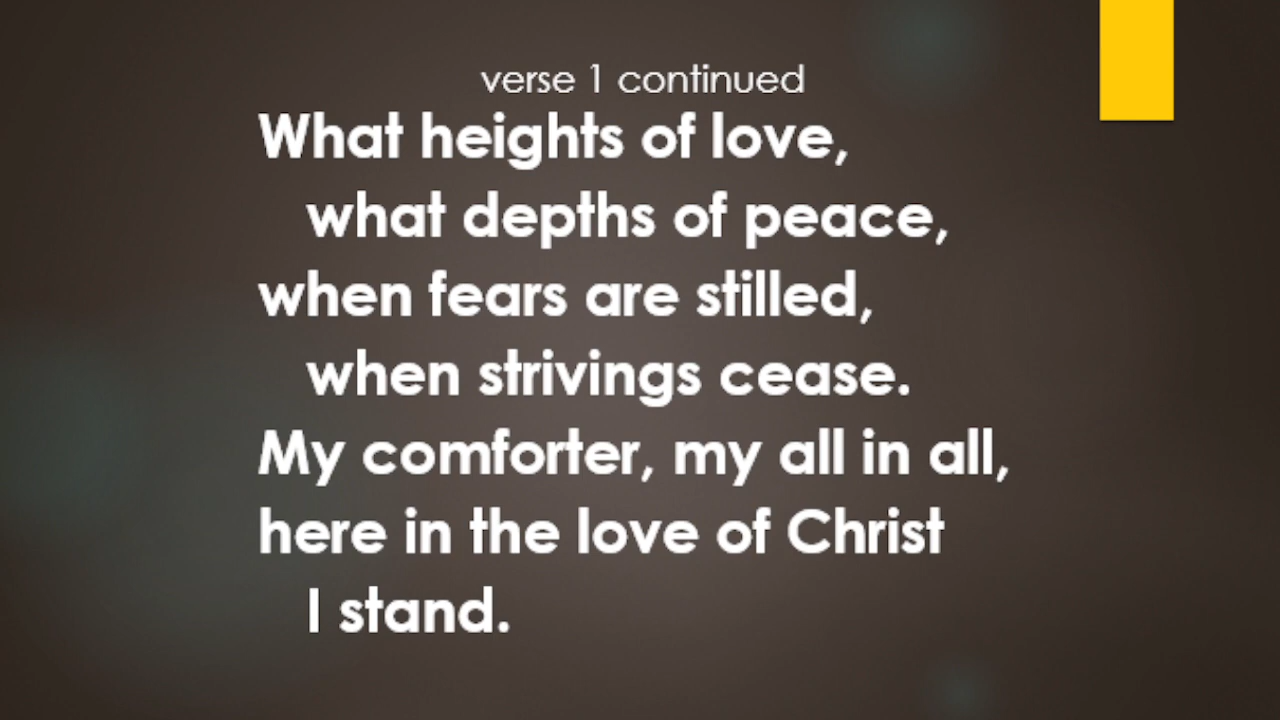 verse 1 continued
What heights of love,
what depths of peace,
when fears are stilled,
when strivings cease.
My comforter, my all in all,
here in the love of Christ
I stand.